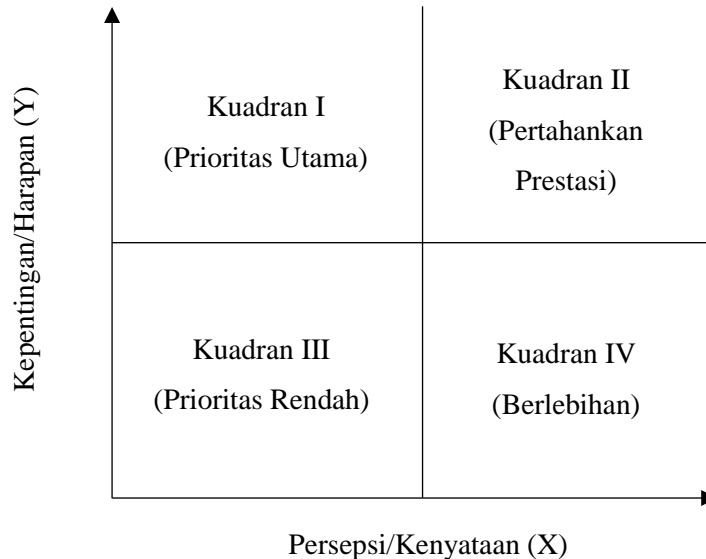 Kepentingan/Harapan (Y)
Kuadran I
(Prioritas Utama)
Kuadran II
(Pertahankan
Prestasi)
Kuadran III
(Prioritas Rendah)
Kuadran IV
(Berlebihan)
Persepsi/Kenyataan (X)